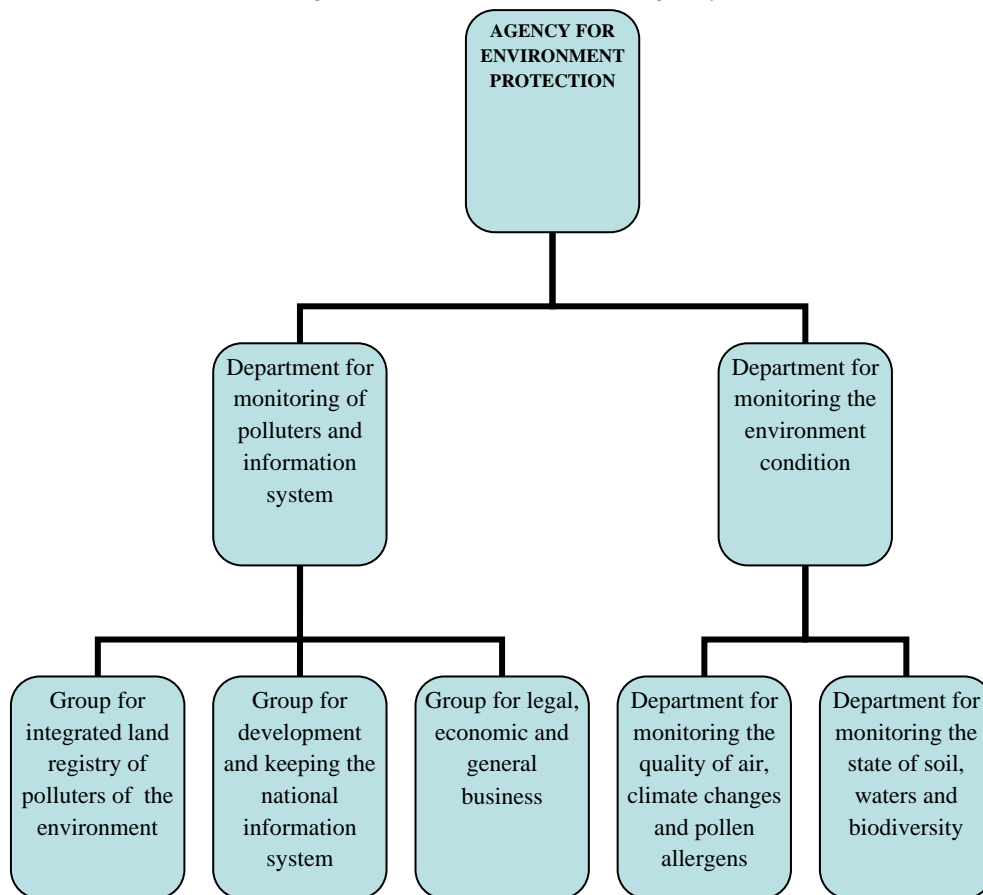 AGENCY FOR
ENVIRONMENT
PROTECTION
Department for
monitoring of
polluters and
information
system
Department for
monitoring the
environment
condition
Group for
integrated land
registry of
polluters of the
environment
Group for
development
and keeping the
national
information
system
Group for legal,
economic and
general
business
Department for
monitoring the
quality of air,
climate changes
and pollen
allergens
Department for
monitoring the
state of soil,
waters and
biodiversity